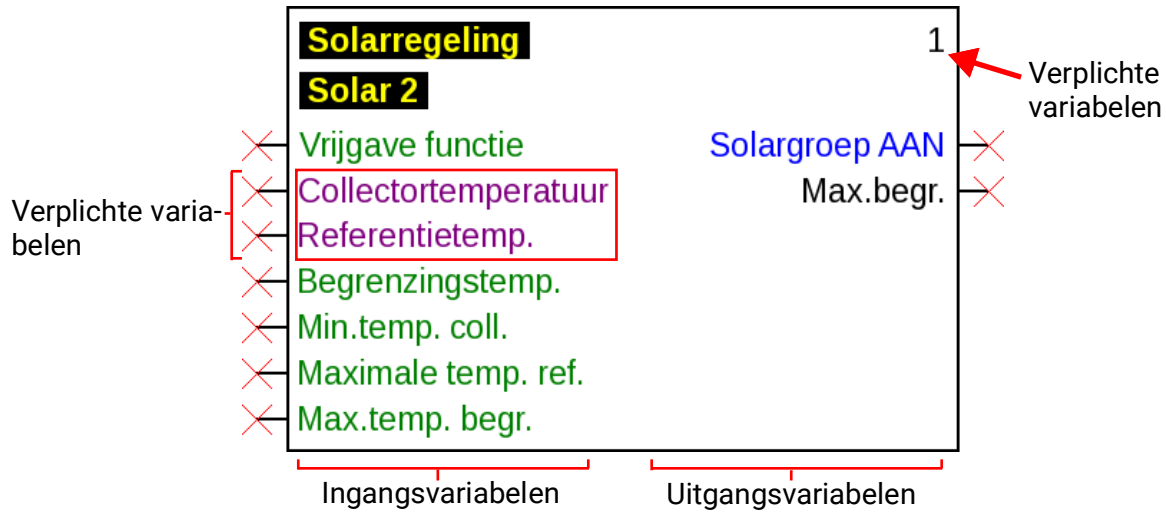 Solarregeling
1
Solar 2
Verplichte
variabelen
Vrijgave functie
Solargroep AAN
Collectortemperatuur
Max.begr.
Verplichte varia-
belen
Referentietemp.
Begrenzingstemp.
Min.temp. coll.
Maximale temp. ref.
Max.temp. begr.
Ingangsvariabelen
Uitgangsvariabelen